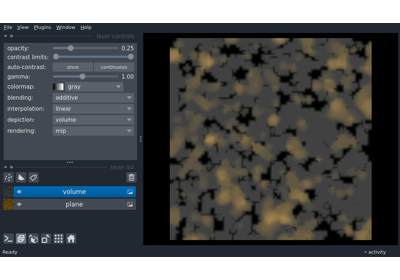 File View Plugins Window Help
layer controls
opacity: 0.25
contrast limits:
auto-contrast: once continuous
gamma: 1.00
colormap: gray
blending: additive
interpolation: linear
depiction: volume
rendering: mip
layer list
volume
plane
Ready activity